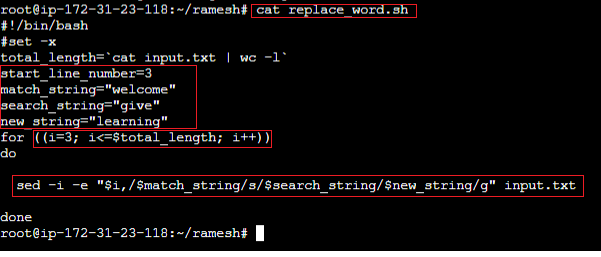 root@ip-172-31-23-118:~/ramesh# cat replace_word.sh
#!/bin/bash
#set -x
total_length=`cat input.txt | wc -l`
start_line_number=3
match_string="welcome"
search_string="give"
new_string="learning"
for ((i=3; i<=$total_length; i++))
do
sed -i -e "$i,/$match_string/s/$search_string/$new_string/g" input.txt
done
root@ip-172-31-23-118:~/ramesh#